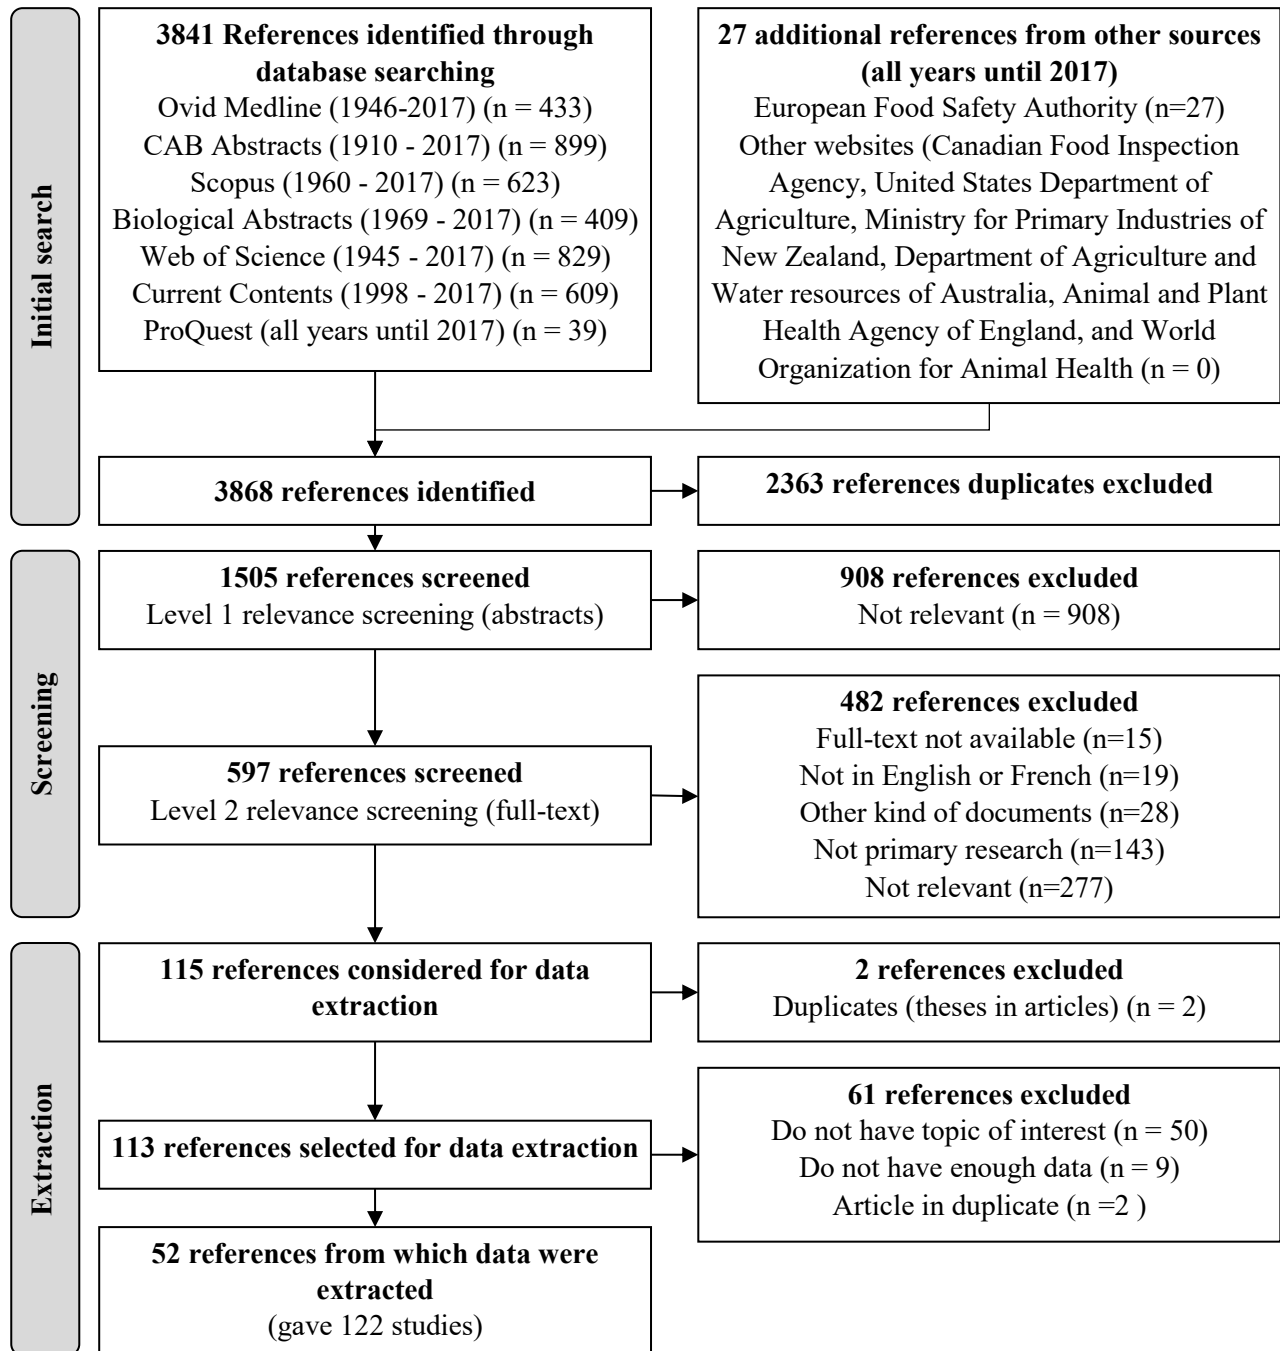 Initial search
3841 References identified through
database searching
Ovid Medline (1946-2017) (n = 433)
CAB Abstracts (1910 - 2017) (n = 899)
Scopus (1960 - 2017) (n = 623)
Biological Abstracts (1969 - 2017) (n = 409)
Web of Science (1945 - 2017) (n = 829)
Current Contents (1998 - 2017) (n = 609)
ProQuest (all years until 2017) (n = 39)
27 additional references from other sources
(all years until 2017)
European Food Safety Authority (n=27)
Other websites (Canadian Food Inspection
Agency, United States Department of
Agriculture, Ministry for Primary Industries of
New Zealand, Department of Agriculture and
Water resources of Australia, Animal and Plant
Health Agency of England, and World
Organization for Animal Health (n = 0)
3868 references identified
2363 references duplicates excluded
Screening
1505 references screened
Level 1 relevance screening (abstracts)
908 references excluded
Not relevant (n = 908)
597 references screened
Level 2 relevance screening (full-text)
482 references excluded
Full-text not available (n=15)
Not in English or French (n=19)
Other kind of documents (n=28)
Not primary research (n=143)
Not relevant (n=277)
Extraction
115 references considered for data
extraction
2 references excluded
Duplicates (theses in articles) (n = 2)
113 references selected for data extraction
61 references excluded
Do not have topic of interest (n = 50)
Do not have enough data (n = 9)
Article in duplicate (n =2 )
52 references from which data were
extracted
(gave 122 studies)